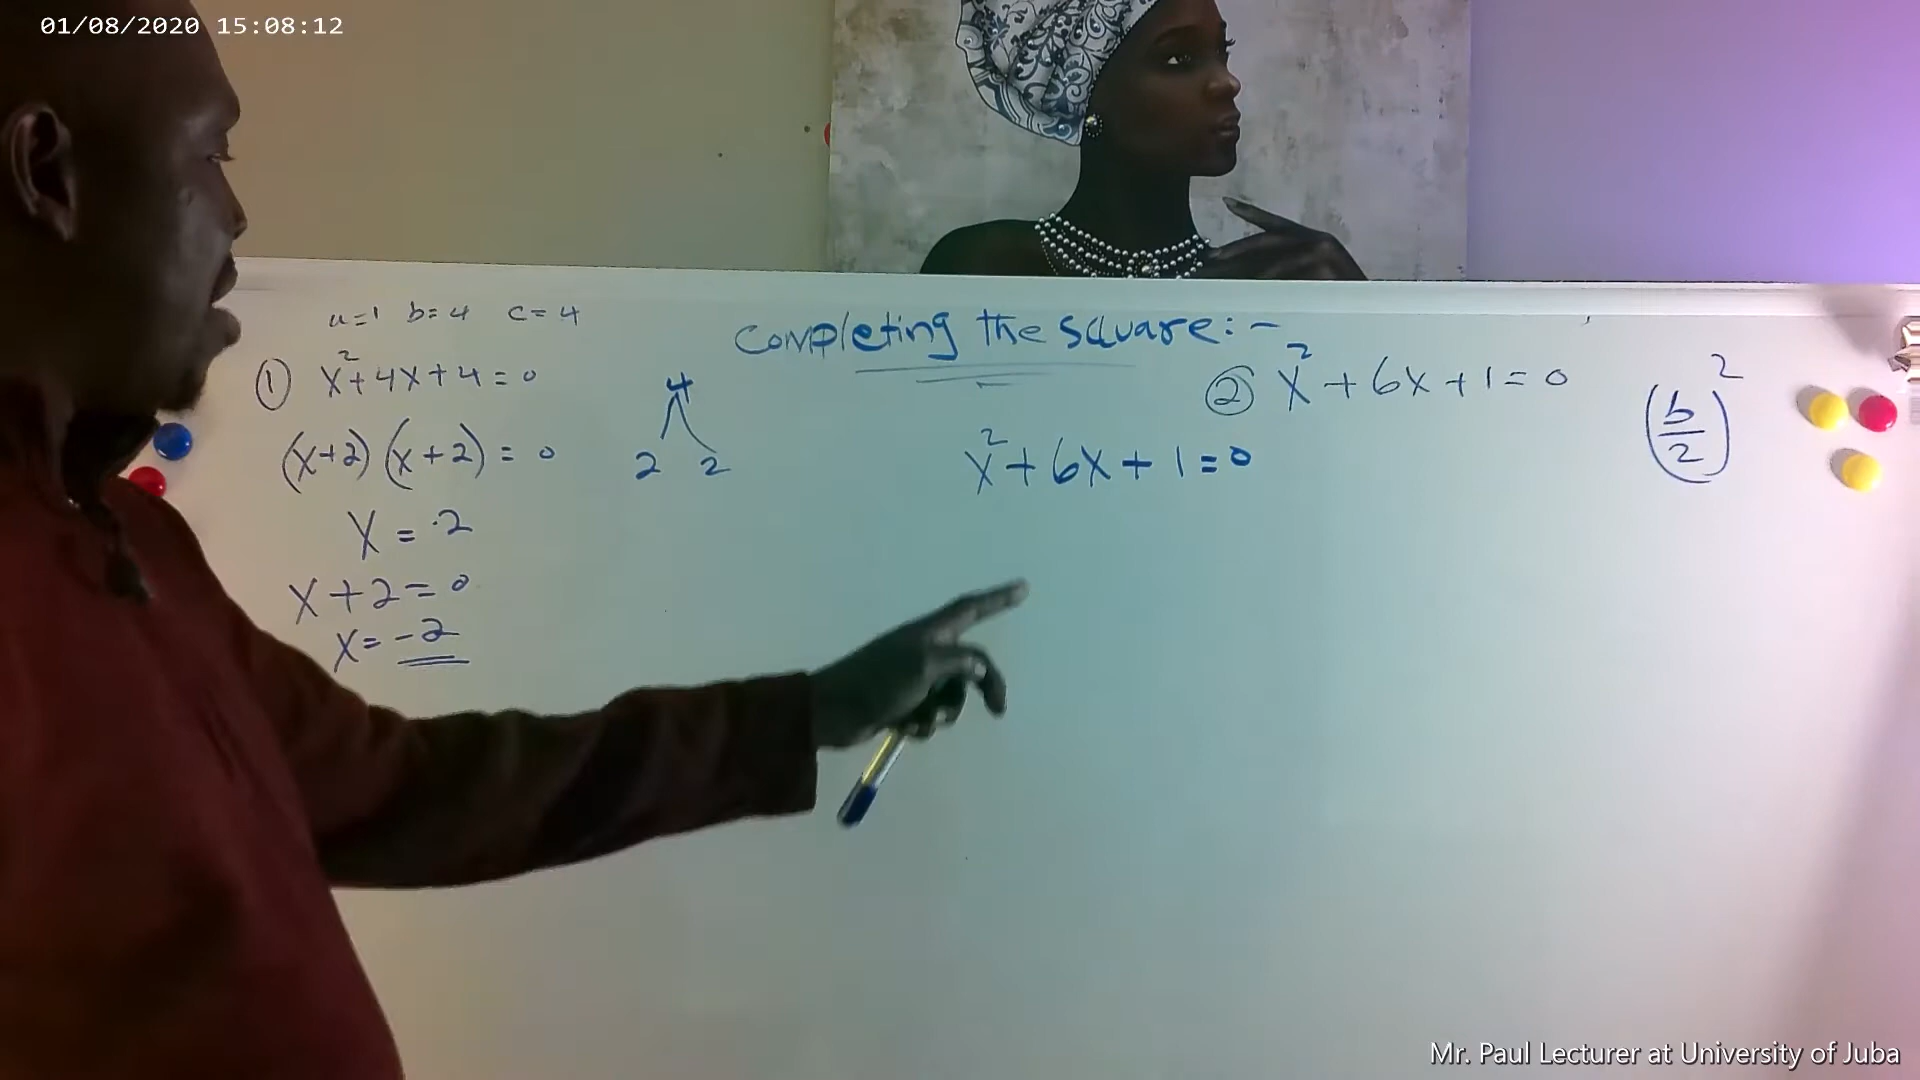 01/08/2020 15:08:12
a=1 b=4 c=4
① x²+4x+4=0
(x+2)(x+2)=0
x=-2
x+2=0
x=-2
4
2 2
Completing the square:-
② x²+6x+1=0
x²+6x+1=0
(b/2)²
Mr. Paul Lecturer at University of Juba